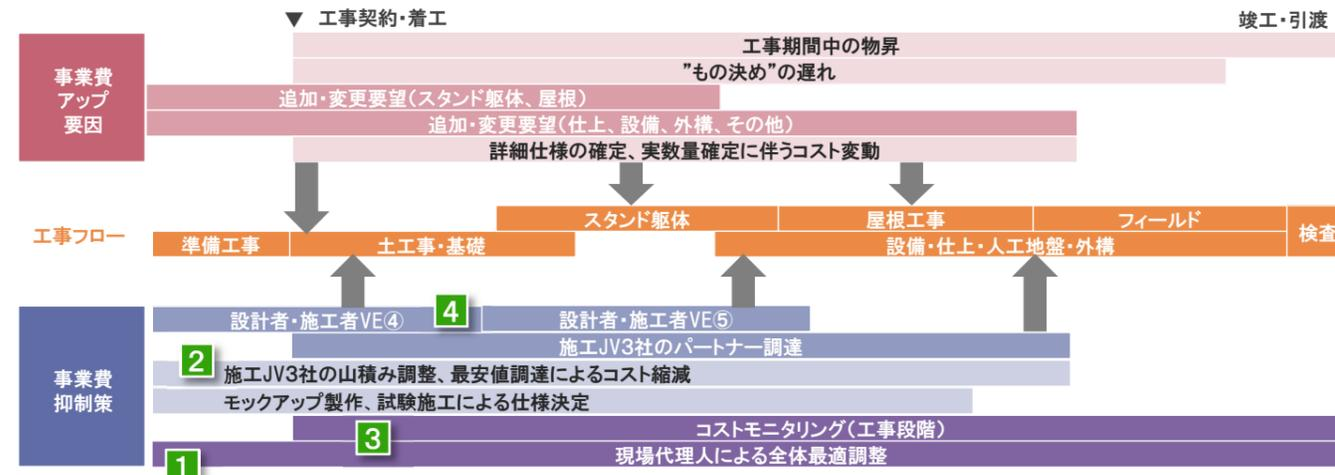 ▼ 工事契約・着工
竣工・引渡
事業費
アップ
要因
工事期間中の物昇
”もの決め”の遅れ
追加・変更要望（スタンド躯体、屋根）
追加・変更要望（仕上、設備、外構、その他）
詳細仕様の確定、実数量確定に伴うコスト変動
工事フロー
スタンド躯体
屋根工事
フィールド
検査
準備工事
土工事・基礎
設備・仕上・人工地盤・外構
事業費
抑制策
設計者・施工者VE④
4
設計者・施工者VE⑤
施工JV3社のパートナー調達
2
施工JV3社の山積み調整、最安値調達によるコスト縮減
モックアップ製作、試験施工による仕様決定
3
コストモニタリング（工事段階）
1
現場代理人による全体最適調整